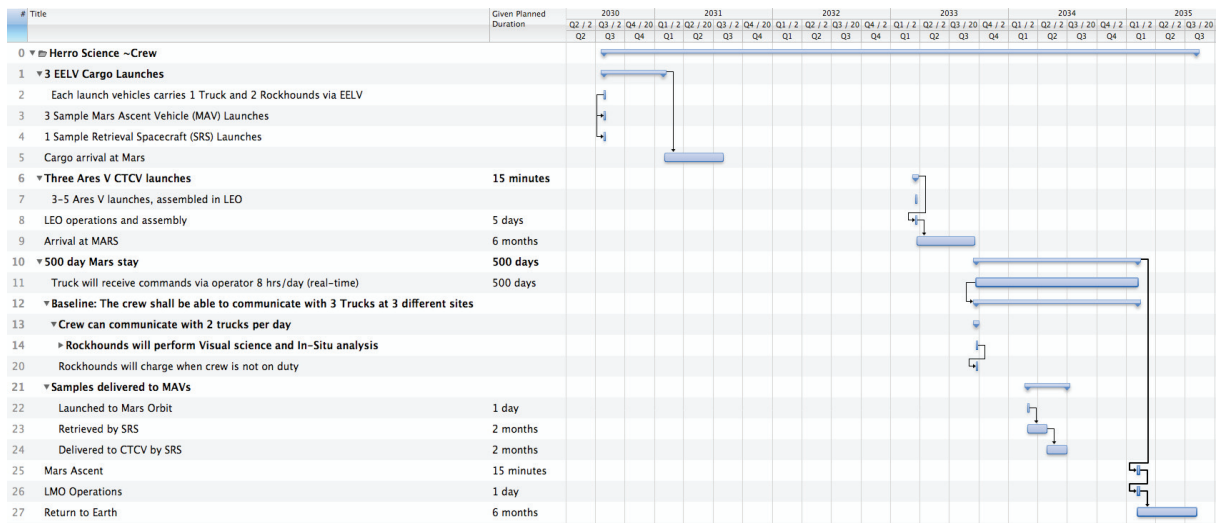 # Title Given Planned Duration 2030 2031 2032 2033 2034 2035
Q2 / 2 Q3 / 2 Q4 / 20 Q1 / 2 Q2 / 2 Q3 / 20 Q4 / 2 Q1 / 2 Q2 / 2 Q3 / 20 Q4 / 2 Q1 / 2 Q2 / 2 Q3 / 20 Q4 / 2 Q1 / 2 Q2 / 2 Q3 / 20 Q4 / 2 Q1 / 2 Q2 / 2 Q3 / 20
Q2 Q3 Q4 Q1 Q2 Q3 Q4 Q1 Q2 Q3 Q4 Q1 Q2 Q3 Q4 Q1 Q2 Q3 Q4 Q1 Q2 Q3
0 Herro Science ~Crew
1 3 EELV Cargo Launches
2 Each launch vehicles carries 1 Truck and 2 Rockhounds via EELV
3 3 Sample Mars Ascent Vehicle (MAV) Launches
4 1 Sample Retrieval Spacecraft (SRS) Launches
5 Cargo arrival at Mars
6 Three Ares V CTCV launches 15 minutes
7 3-5 Ares V launches, assembled in LEO
8 LEO operations and assembly 5 days
9 Arrival at MARS 6 months
10 500 day Mars stay 500 days
11 Truck will receive commands via operator 8 hrs/day (real-time) 500 days
12 Baseline: The crew shall be able to communicate with 3 Trucks at 3 different sites
13 Crew can communicate with 2 trucks per day
14 Rockhounds will perform Visual science and In-Situ analysis
20 Rockhounds will charge when crew is not on duty
21 Samples delivered to MAVs
22 Launched to Mars Orbit 1 day
23 Retrieved by SRS 2 months
24 Delivered to CTCV by SRS 2 months
25 Mars Ascent 15 minutes
26 LMO Operations 1 day
27 Return to Earth 6 months